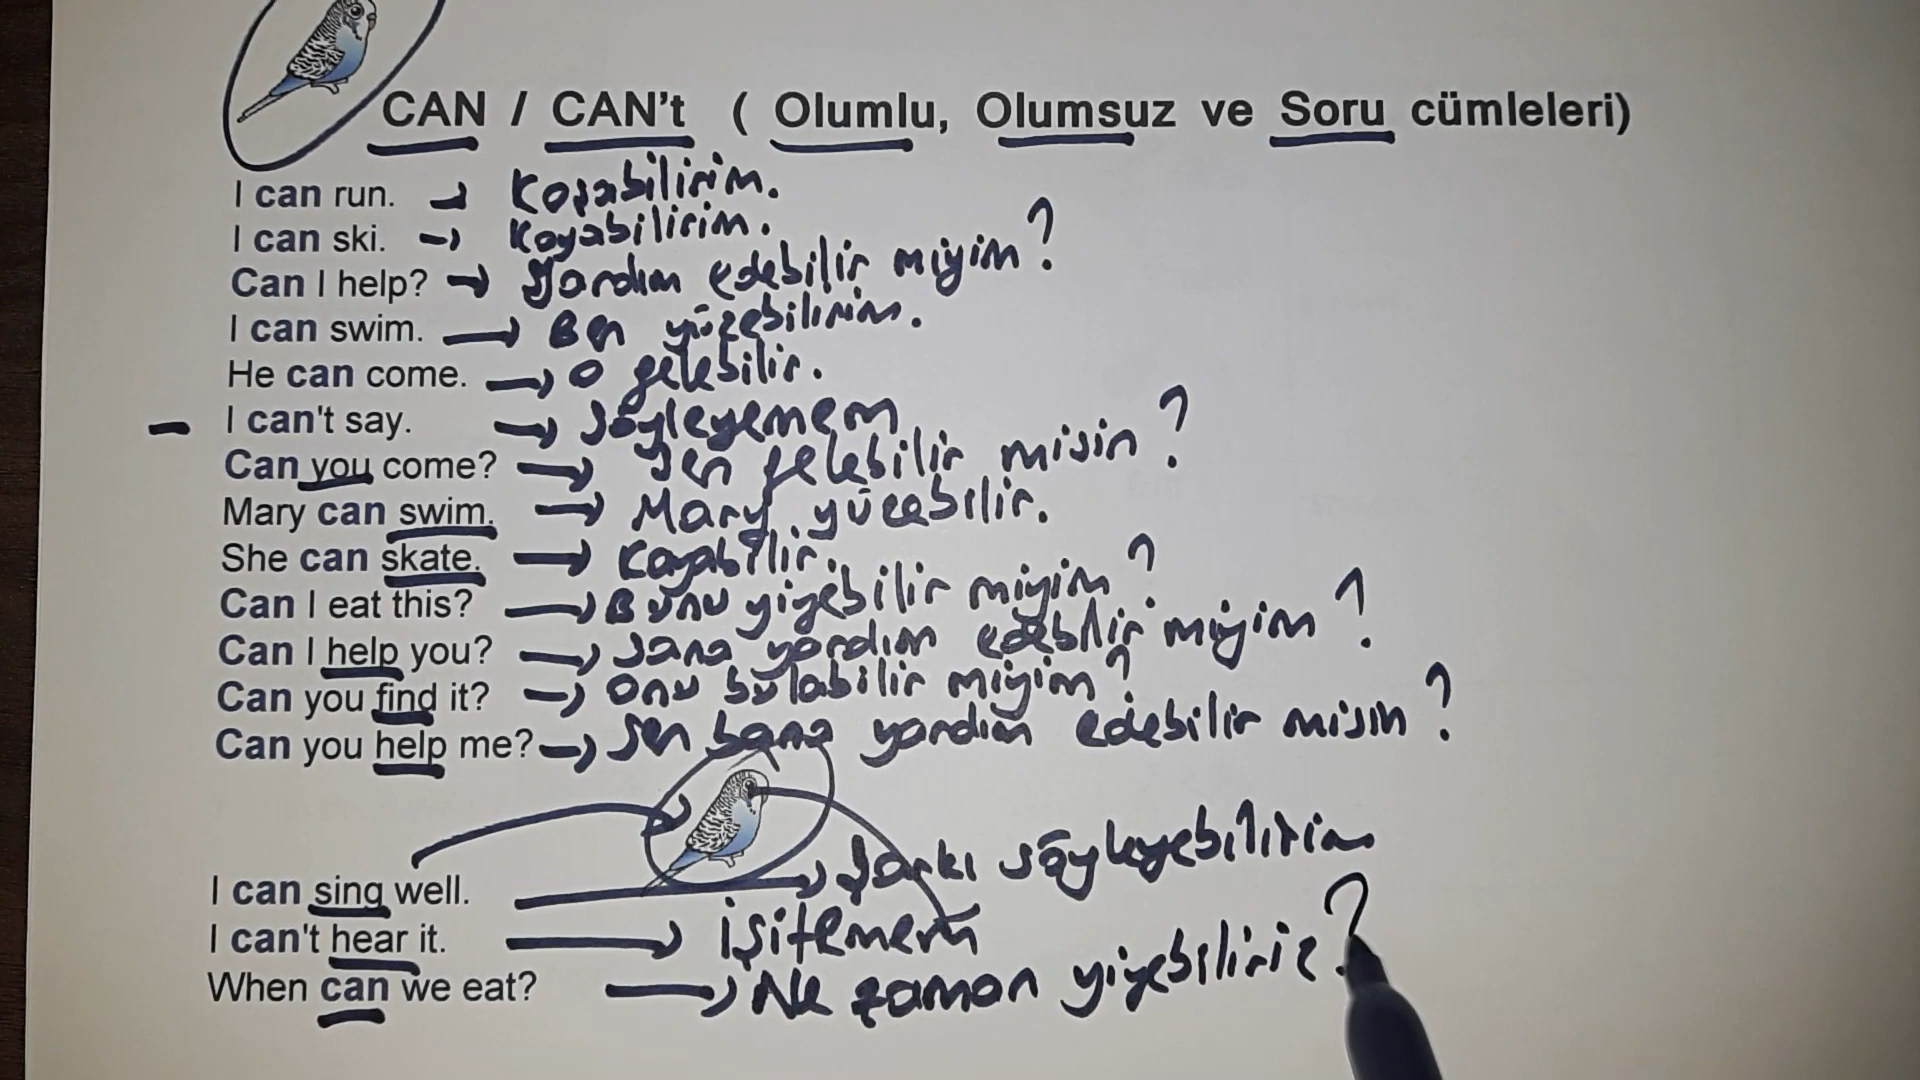 CAN / CAN't ( Olumlu, Olumsuz ve Soru cümleleri)
I can run. → Koşabilirim.
I can ski. → Kayabilirim.
Can I help? → Yardım edebilir miyim?
I can swim. → Ben yüzebilirim.
He can come. → O gelebilir.
– I can't say. → Söyleyemem
Can you come? → Sen gelebilir misin?
Mary can swim. → Mary yüzebilir.
She can skate. → Kayabilir.
Can I eat this? → Bunu yiyebilir miyim?
Can I help you? → Sana yardım edebilir miyim?
Can you find it? → Onu bulabilir miyim?
Can you help me? → Sen bana yardım edebilir misin?
I can sing well. → Şarkı söyleyebilirim
I can't hear it. → İşitemem
When can we eat? → Ne zaman yiyebiliriz?